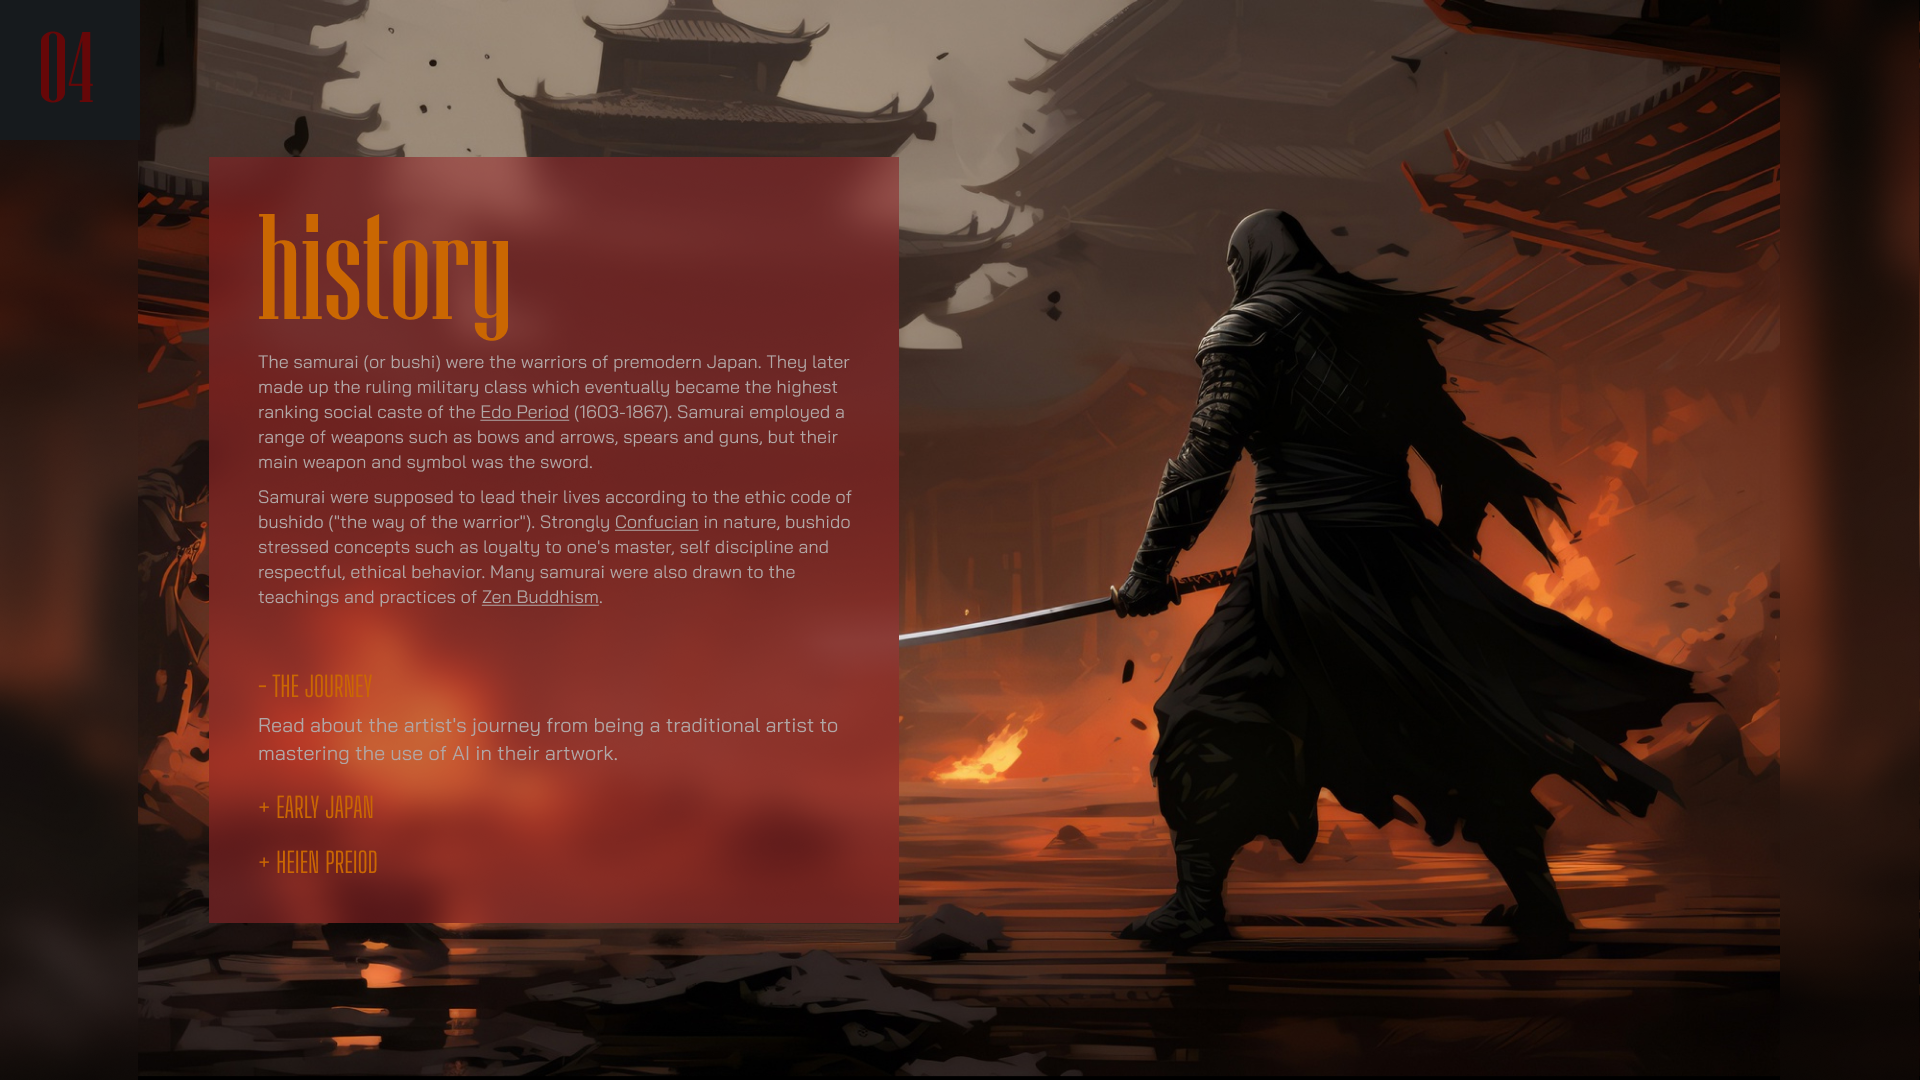 04
history
The samurai (or bushi) were the warriors of premodern Japan. They later
made up the ruling military class which eventually became the highest
ranking social caste of the Edo Period (1603-1867). Samurai employed a
range of weapons such as bows and arrows, spears and guns, but their
main weapon and symbol was the sword.
Samurai were supposed to lead their lives according to the ethic code of
bushido ("the way of the warrior"). Strongly Confucian in nature, bushido
stressed concepts such as loyalty to one's master, self discipline and
respectful, ethical behavior. Many samurai were also drawn to the
teachings and practices of Zen Buddhism.
- THE JOURNEY
Read about the artist's journey from being a traditional artist to
mastering the use of AI in their artwork.
+ EARLY JAPAN
+ HEIEN PREIOD